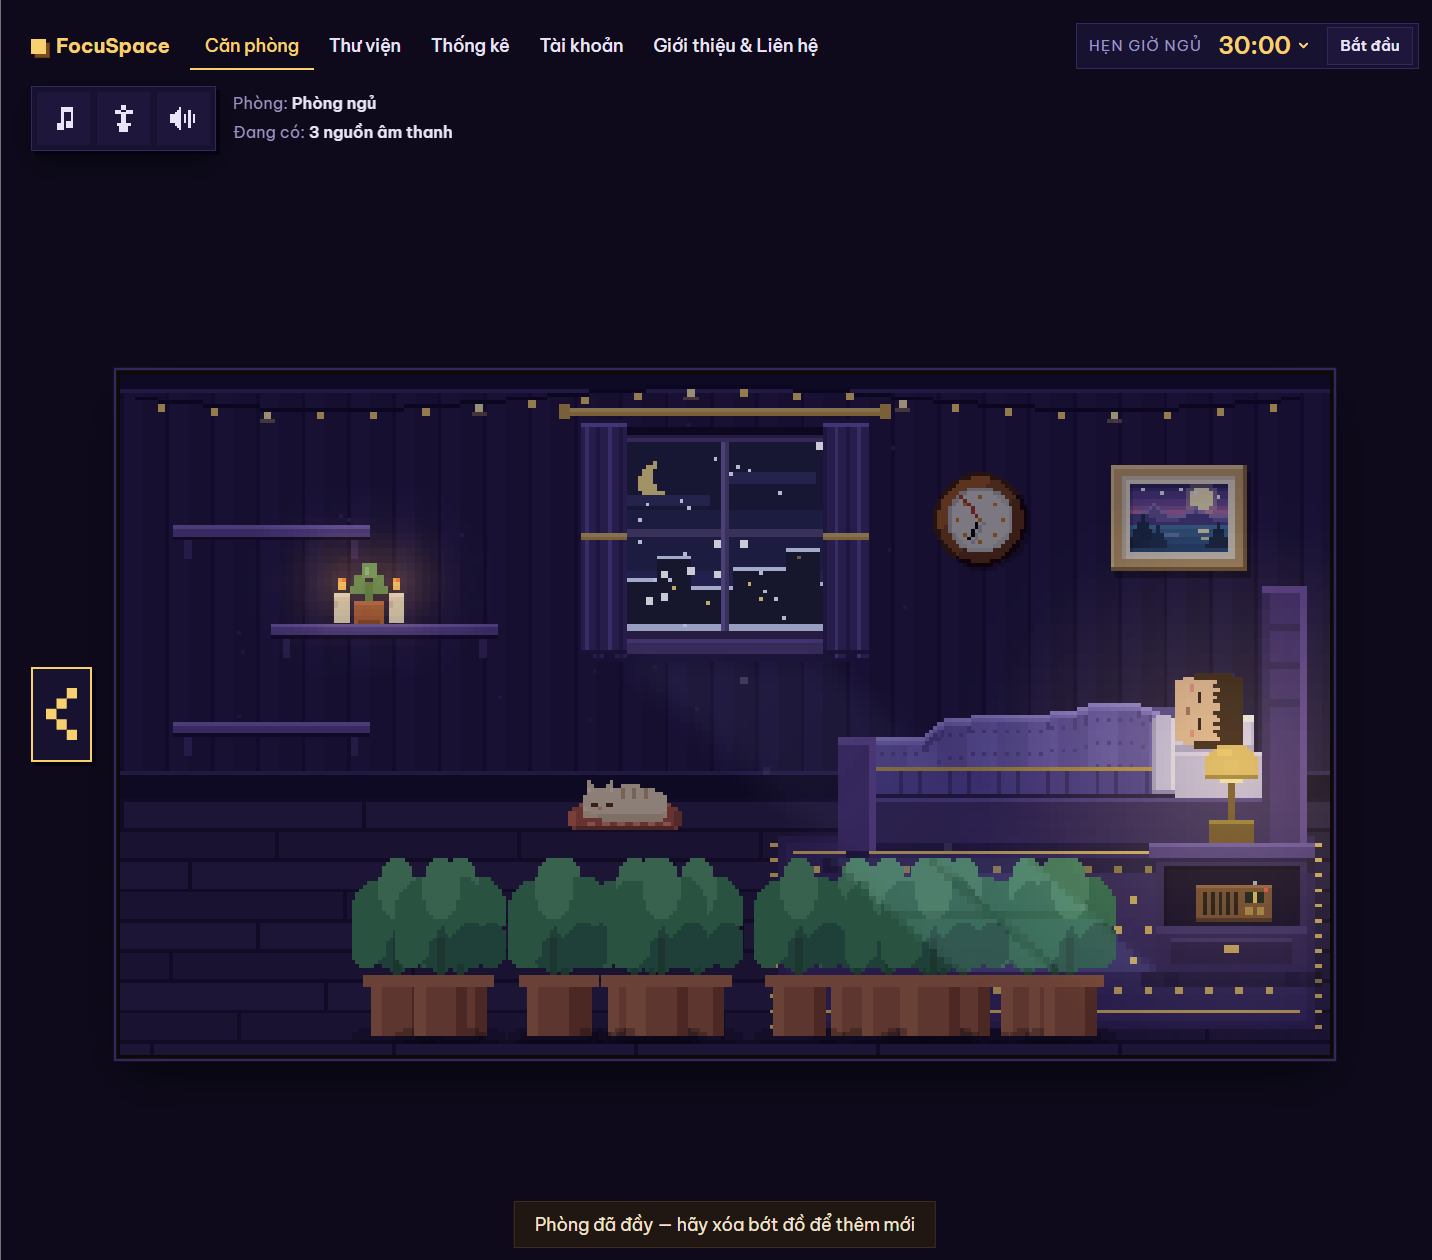 FocuSpace
Căn phòng
Thư viện
Thống kê
Tài khoản
Giới thiệu & Liên hệ
HẸN GIỜ NGỦ
30:00
Bắt đầu
Phòng: Phòng ngủ
Đang có: 3 nguồn âm thanh
Phòng đã đầy — hãy xóa bớt đồ để thêm mới